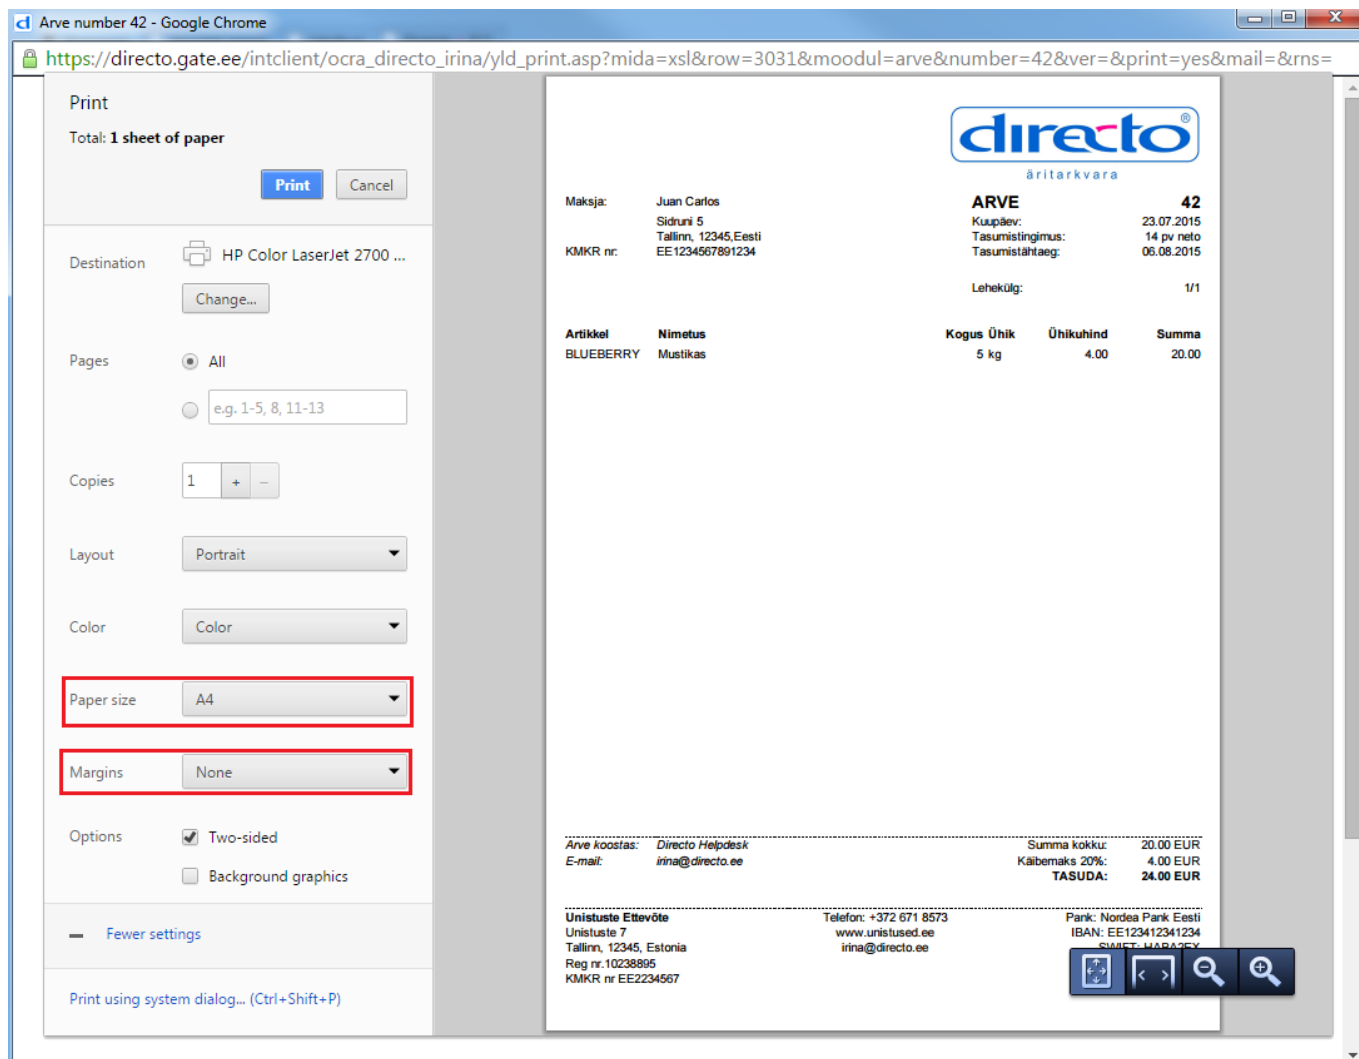 Arve number 42 - Google Chrome
https://directo.gate.ee/intclient/ocra_directo_irina/yld_print.asp?mida=xsl&row=3031&moodul=arve&number=42&ver=&print=yes&mail=&rns=
Print
Total: 1 sheet of paper
Print Cancel
Destination HP Color LaserJet 2700 ...
Change...
Pages All
e.g. 1-5, 8, 11-13
Copies 1 + −
Layout Portrait
Color Color
Paper size A4
Margins None
Options Two-sided
Background graphics
Fewer settings
Print using system dialog... (Ctrl+Shift+P)
directo®
äritarkvara
Maksja: Juan Carlos ARVE 42
Sidruni 5 Kuupäev: 23.07.2015
Tallinn, 12345,Eesti Tasumistingimus: 14 pv neto
KMKR nr: EE1234567891234 Tasumistähtaeg: 06.08.2015
Lehekülg: 1/1
Artikkel Nimetus Kogus Ühik Ühikuhind Summa
BLUEBERRY Mustikas 5 kg 4.00 20.00
Arve koostas: Directo Helpdesk Summa kokku: 20.00 EUR
E-mail: irina@directo.ee Käibemaks 20%: 4.00 EUR
TASUDA: 24.00 EUR
Unistuste Ettevõte Telefon: +372 671 8573 Pank: Nordea Pank Eesti
Unistuste 7 www.unistused.ee IBAN: EE123412341234
Tallinn, 12345, Estonia irina@directo.ee SWIFT: HABA2EX
Reg nr.10238895
KMKR nr EE2234567